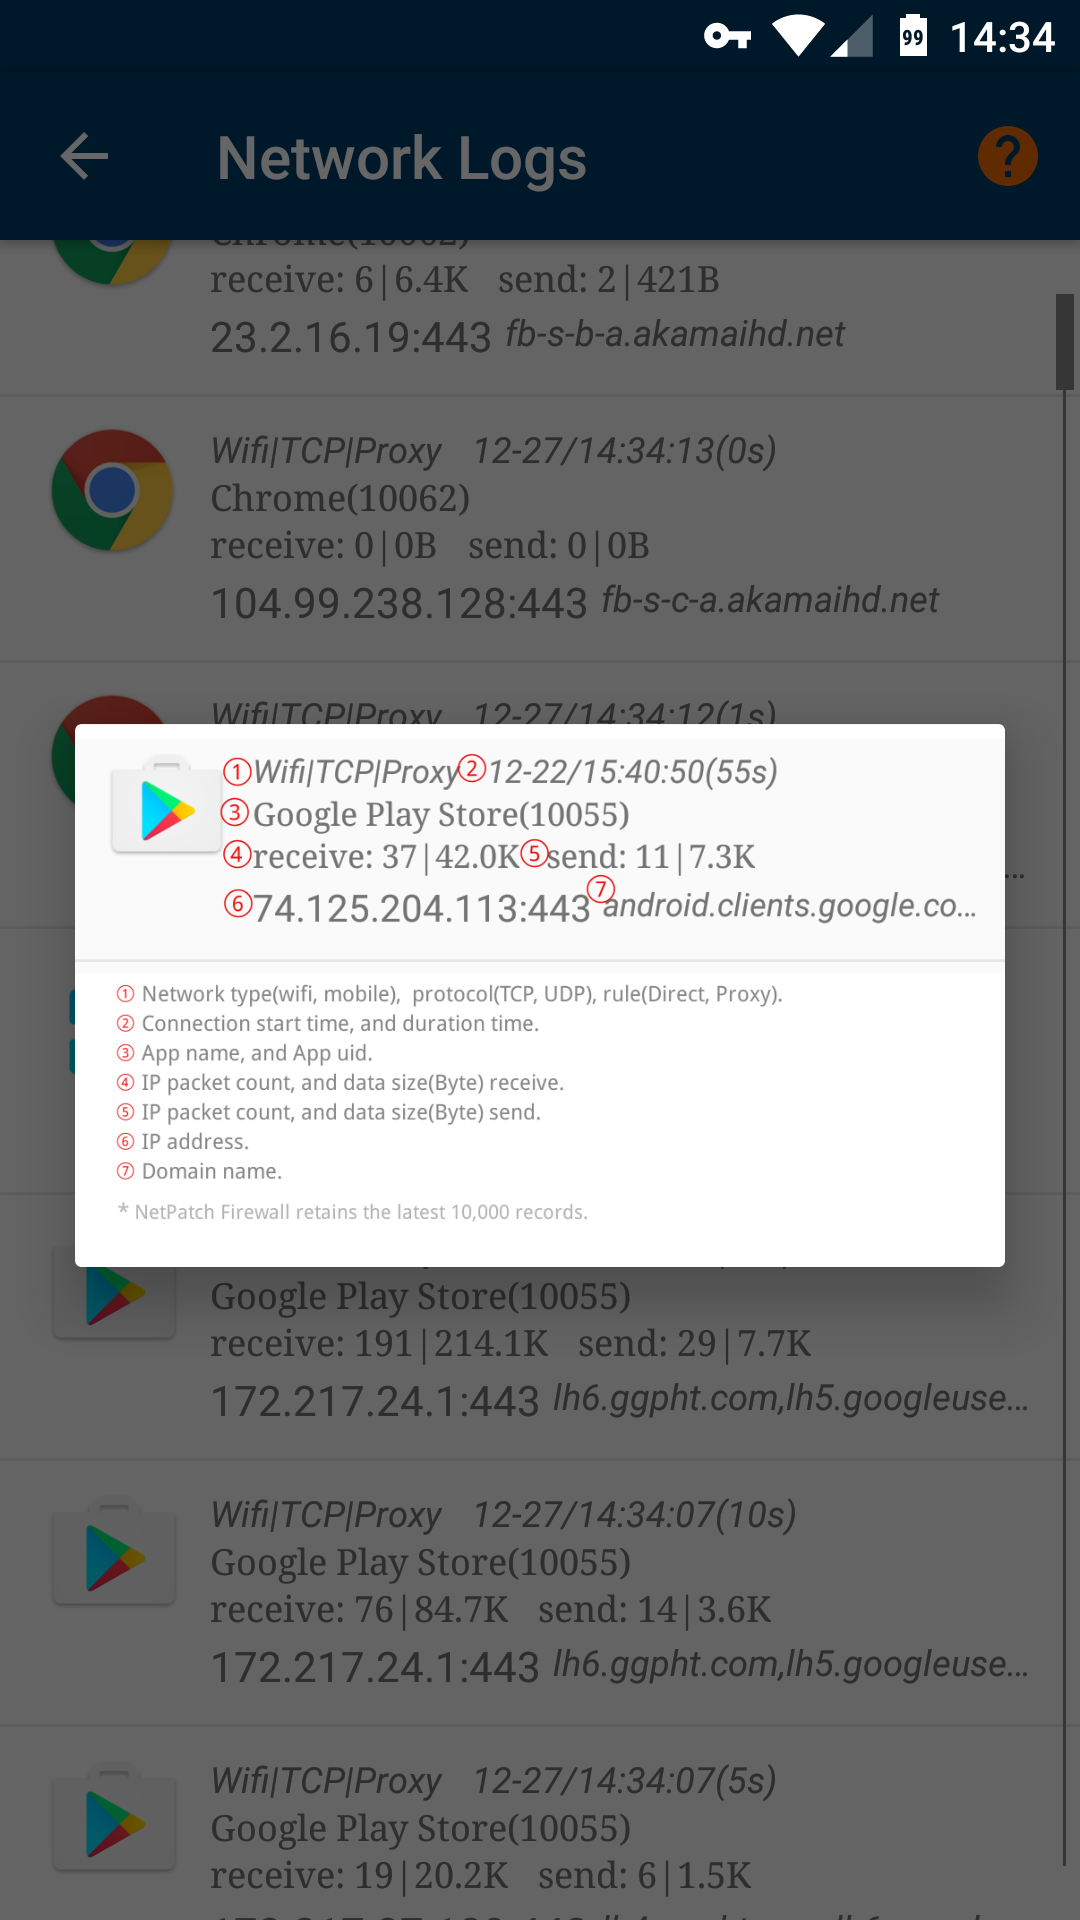 99 14:34
Network Logs
Chrome(10062)
receive: 6|6.4K send: 2|421B
23.2.16.19:443 fb-s-b-a.akamaihd.net
Wifi|TCP|Proxy 12-27/14:34:13(0s)
Chrome(10062)
receive: 0|0B send: 0|0B
104.99.238.128:443 fb-s-c-a.akamaihd.net
Wifi|TCP|Proxy 12-27/14:34:12(1s)
①Wifi|TCP|Proxy ②12-22/15:40:50(55s)
③Google Play Store(10055)
④receive: 37|42.0K ⑤send: 11|7.3K
⑥74.125.204.113:443 ⑦android.clients.google.co...
① Network type(wifi, mobile), protocol(TCP, UDP), rule(Direct, Proxy).
② Connection start time, and duration time.
③ App name, and App uid.
④ IP packet count, and data size(Byte) receive.
⑤ IP packet count, and data size(Byte) send.
⑥ IP address.
⑦ Domain name.
* NetPatch Firewall retains the latest 10,000 records.
Google Play Store(10055)
receive: 191|214.1K send: 29|7.7K
172.217.24.1:443 lh6.ggpht.com,lh5.googleuse...
Wifi|TCP|Proxy 12-27/14:34:07(10s)
Google Play Store(10055)
receive: 76|84.7K send: 14|3.6K
172.217.24.1:443 lh6.ggpht.com,lh5.googleuse...
Wifi|TCP|Proxy 12-27/14:34:07(5s)
Google Play Store(10055)
receive: 19|20.2K send: 6|1.5K